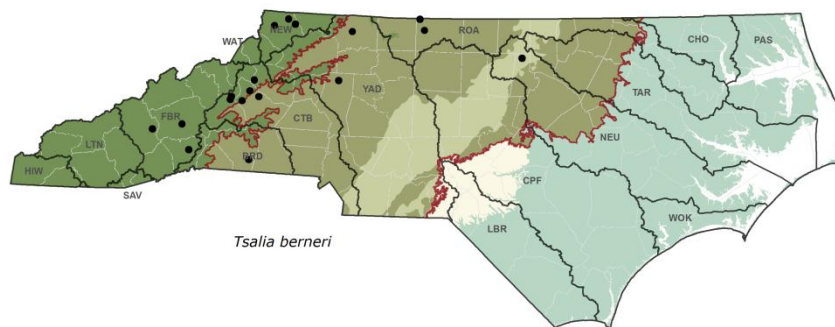 NEW
WAT
ROA
CHO
PAS
YAD
TAR
FBR
CTB
NEU
LTN
BRD
HIW
CPF
SAV
WOK
LBR
Tsalia berneri